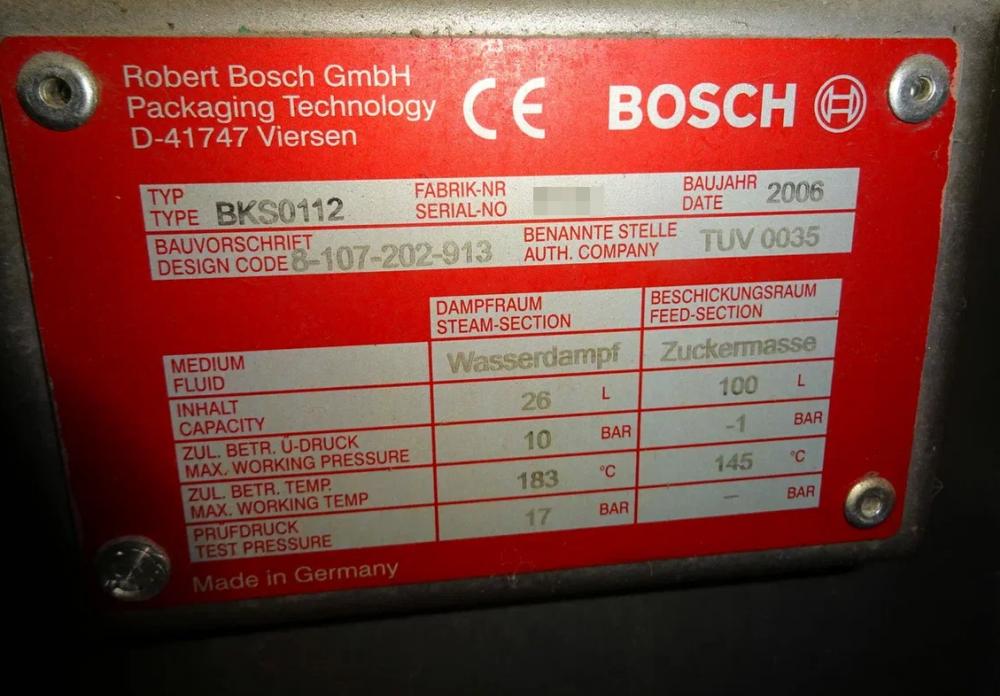 Robert Bosch GmbH
Packaging Technology
D-41747 Viersen
CE
BOSCH
TYP
TYPE BKS0112
FABRIK-NR
SERIAL-NO
BAUJAHR
DATE 2006
BAUVORSCHRIFT
DESIGN CODE 8-107-202-913
BENANNTE STELLE
AUTH. COMPANY TUV 0035
DAMPFRAUM
STEAM-SECTION
BESCHICKUNGSRAUM
FEED-SECTION
MEDIUM
FLUID
Wasserdampf Zuckermasse
INHALT
CAPACITY
26 L 100 L
ZUL. BETR. Ü-DRUCK
MAX. WORKING PRESSURE
10 BAR -1 BAR
ZUL. BETR. TEMP.
MAX. WORKING TEMP
183 °C 145 °C
PRÜFDRUCK
TEST PRESSURE
17 BAR – BAR
Made in Germany